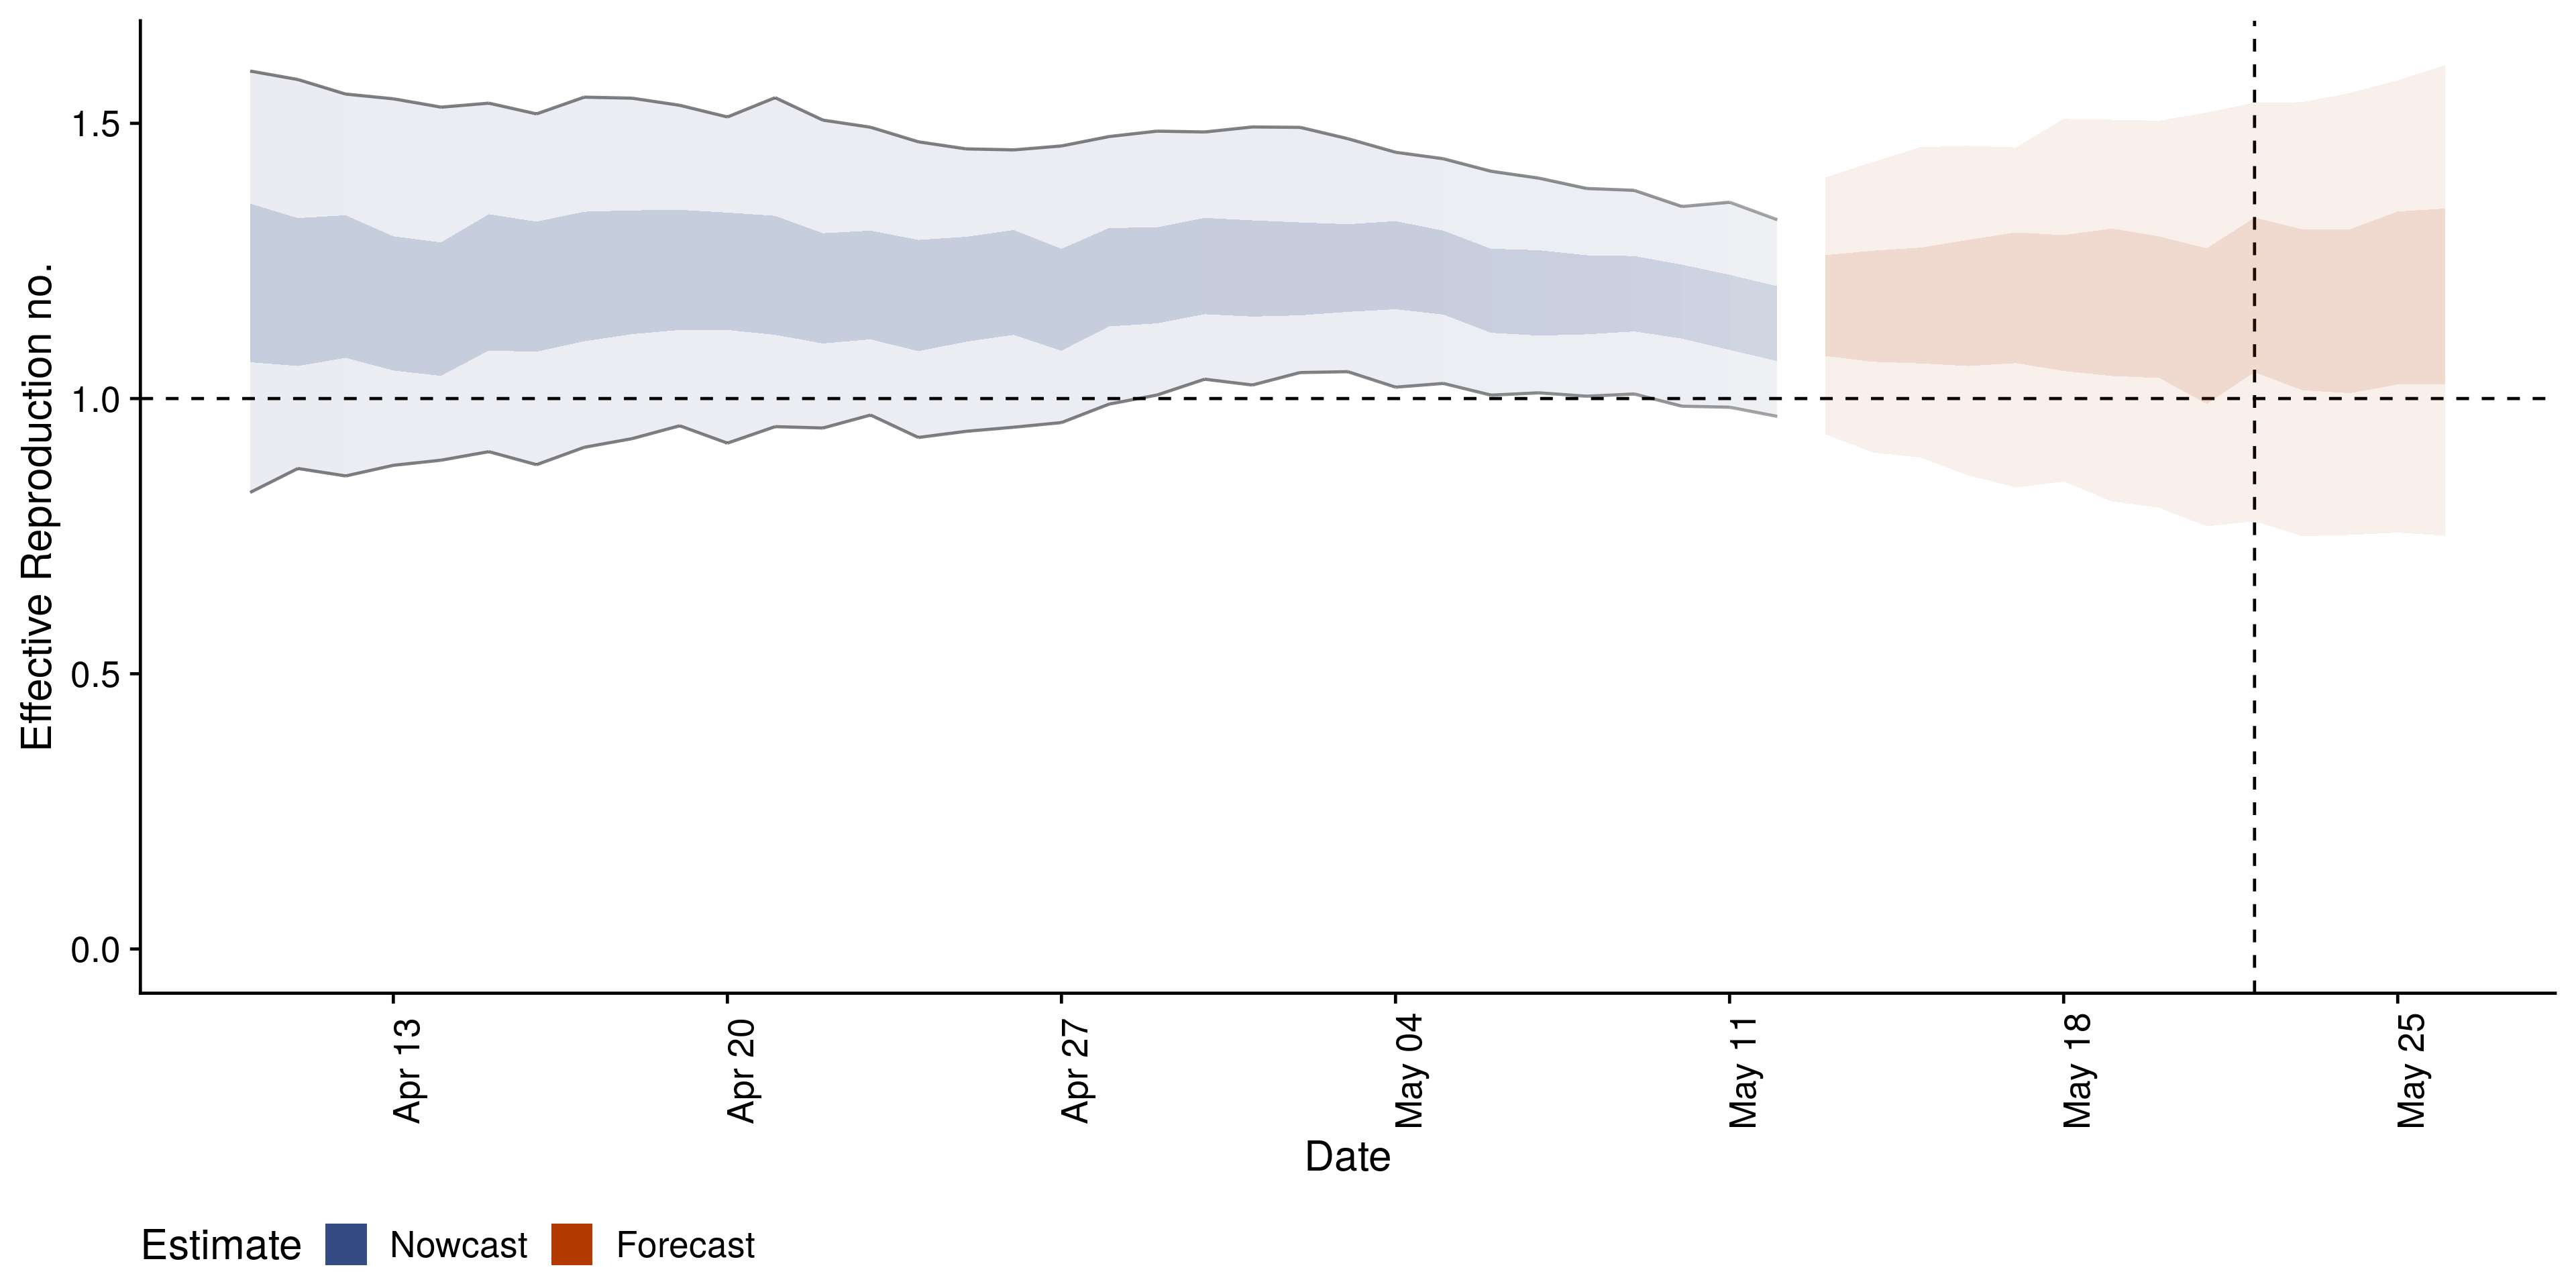 Effective Reproduction no.
1.5
1.0
0.5
0.0
Apr 13
Apr 20
Apr 27
May 04
May 11
May 18
May 25
Date
Estimate Nowcast Forecast